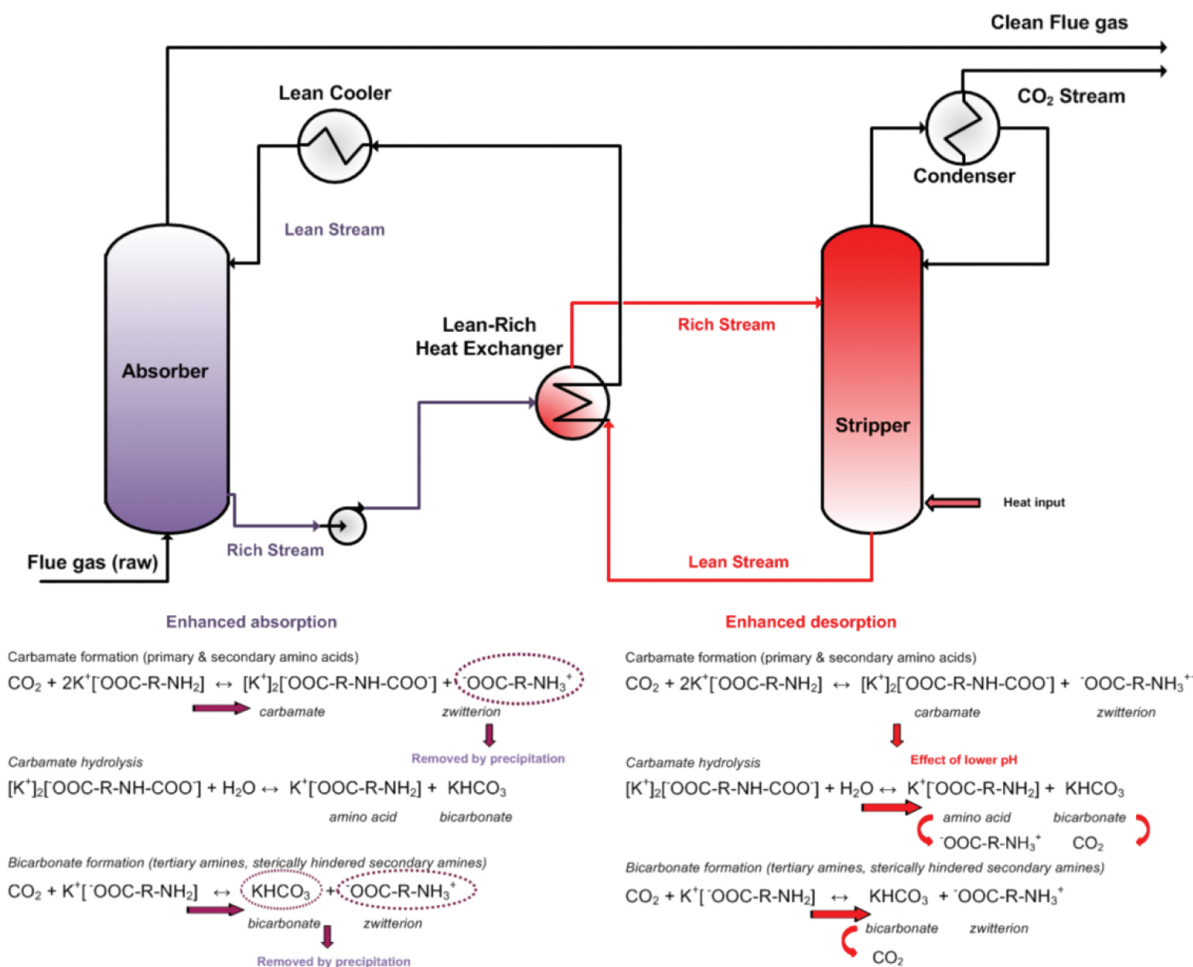 Clean Flue gas
CO₂ Stream
Lean Cooler
Condenser
Lean Stream
Lean-Rich
Heat Exchanger
Rich Stream
Absorber
Stripper
Heat input
Rich Stream
Flue gas (raw)
Lean Stream
Enhanced absorption
Carbamate formation (primary & secondary amino acids)
CO₂ + 2K⁺[⁻OOC-R-NH₂] ↔ [K⁺]₂[⁻OOC-R-NH-COO⁻] + ⁻OOC-R-NH₃⁺
carbamate zwitterion
Removed by precipitation
Carbamate hydrolysis
[K⁺]₂[⁻OOC-R-NH-COO⁻] + H₂O ↔ K⁺[⁻OOC-R-NH₂] + KHCO₃
amino acid bicarbonate
Bicarbonate formation (tertiary amines, sterically hindered secondary amines)
CO₂ + K⁺[⁻OOC-R-NH₂] ↔ KHCO₃ + ⁻OOC-R-NH₃⁺
bicarbonate zwitterion
Removed by precipitation
Enhanced desorption
Carbamate formation (primary & secondary amino acids)
CO₂ + 2K⁺[⁻OOC-R-NH₂] ↔ [K⁺]₂[⁻OOC-R-NH-COO⁻] + ⁻OOC-R-NH₃⁺⁻
carbamate zwitterion
Effect of lower pH
Carbamate hydrolysis
[K⁺]₂[⁻OOC-R-NH-COO⁻] + H₂O ↔ K⁺[⁻OOC-R-NH₂] + KHCO₃
amino acid bicarbonate
⁻OOC-R-NH₃⁺ CO₂
Bicarbonate formation (tertiary amines, sterically hindered secondary amines)
CO₂ + K⁺[⁻OOC-R-NH₂] ↔ KHCO₃ + ⁻OOC-R-NH₃⁺
bicarbonate zwitterion
CO₂